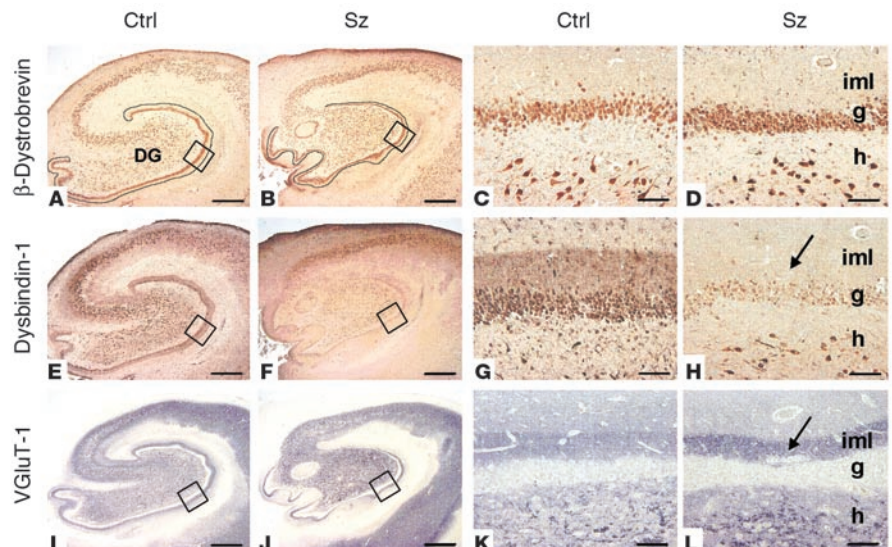 Ctrl Sz Ctrl Sz
β-Dystrobrevin
DG
A B C D
iml
g
h
Dysbindin-1
E F G H
iml
g
h
VGluT-1
I J K L
iml
g
h